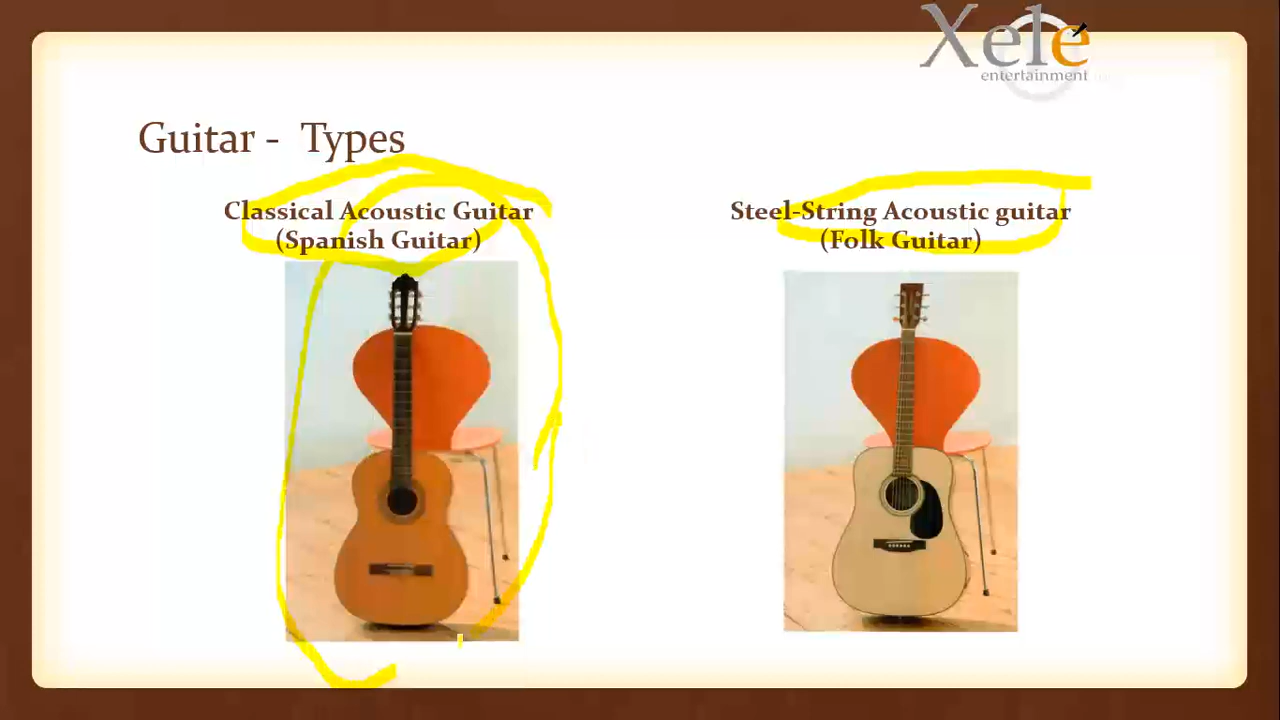 Xele
entertainment
Guitar - Types
Classical Acoustic Guitar
(Spanish Guitar)
Steel-String Acoustic guitar
(Folk Guitar)